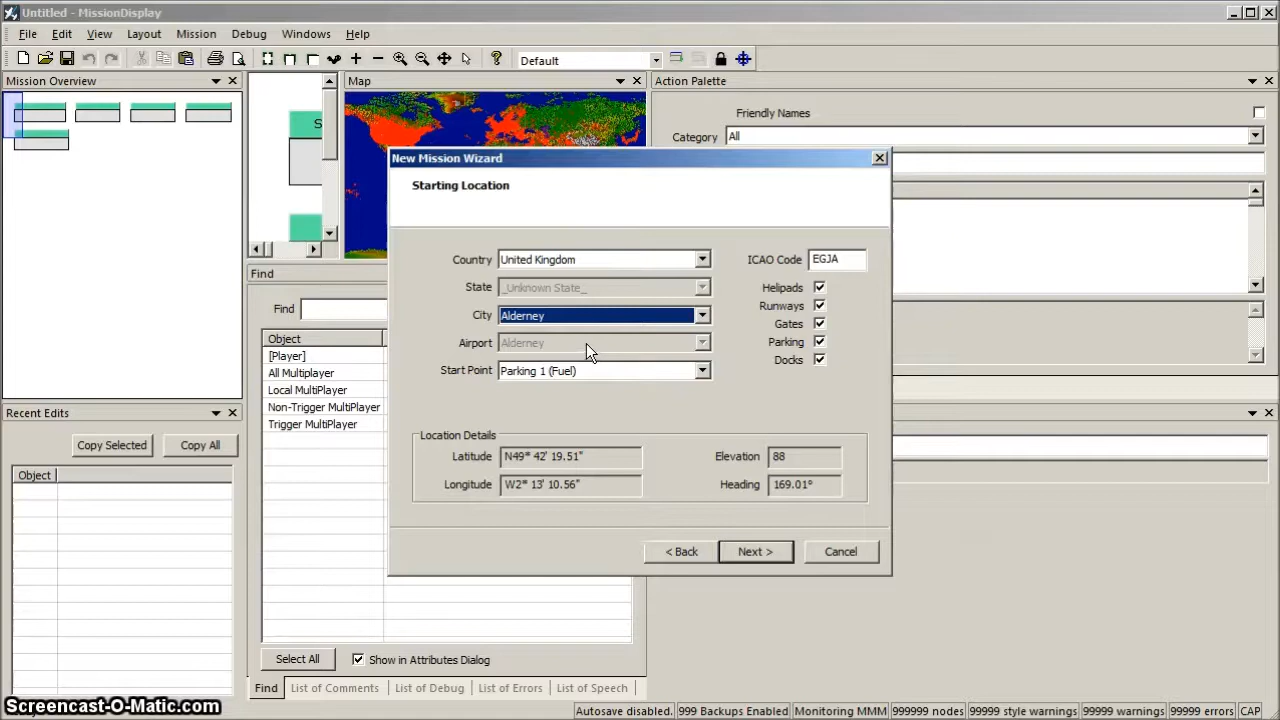 Untitled - MissionDisplay
File Edit View Layout Mission Debug Windows Help
Default
Mission Overview
Map
Action Palette
Friendly Names
Category All
S
New Mission Wizard
Starting Location
Country United Kingdom
ICAO Code EGJA
State _Unknown State_
Helipads
City Alderney
Runways
Gates
Airport Alderney
Parking
Docks
Start Point Parking 1 (Fuel)
Location Details
Latitude N49* 42' 19.51"
Elevation 88
Longitude W2* 13' 10.56"
Heading 169.01°
< Back Next > Cancel
Find
Find
Object
[Player]
All Multiplayer
Local MultiPlayer
Non-Trigger MultiPlayer
Trigger MultiPlayer
Recent Edits
Copy Selected Copy All
Object
Select All Show in Attributes Dialog
Find List of Comments List of Debug List of Errors List of Speech
Screencast-O-Matic.com
Autosave disabled. 999 Backups Enabled Monitoring MMM 999999 nodes 99999 style warnings 99999 warnings 99999 errors CAP